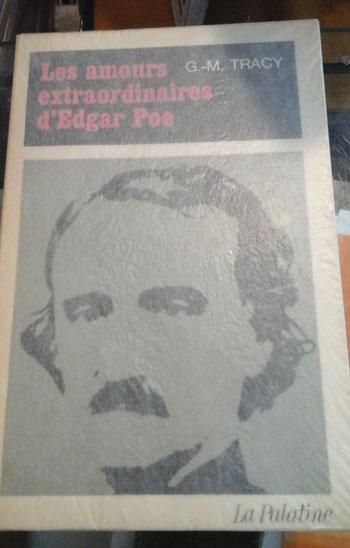 Les amours
G.-M. TRACY
extraordinaires
d'Edgar Poe
La Palatine